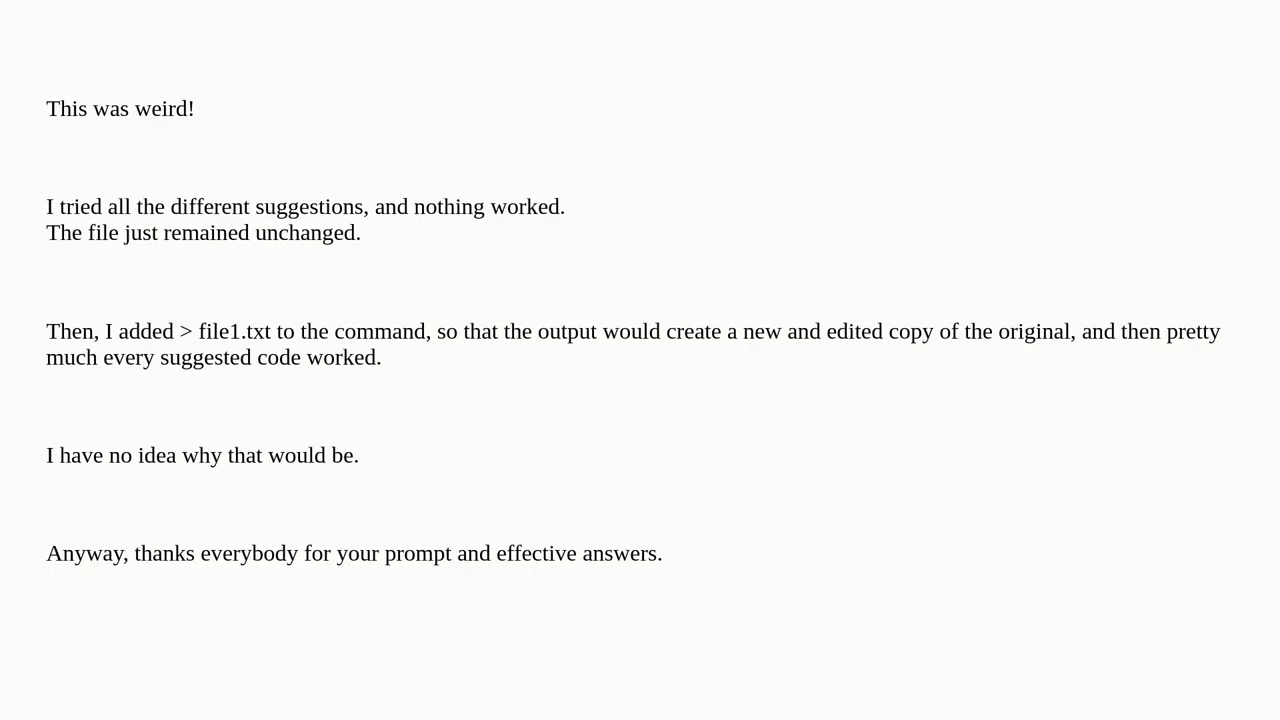 This was weird!
I tried all the different suggestions, and nothing worked.
The file just remained unchanged.
Then, I added > file1.txt to the command, so that the output would create a new and edited copy of the original, and then pretty
much every suggested code worked.
I have no idea why that would be.
Anyway, thanks everybody for your prompt and effective answers.